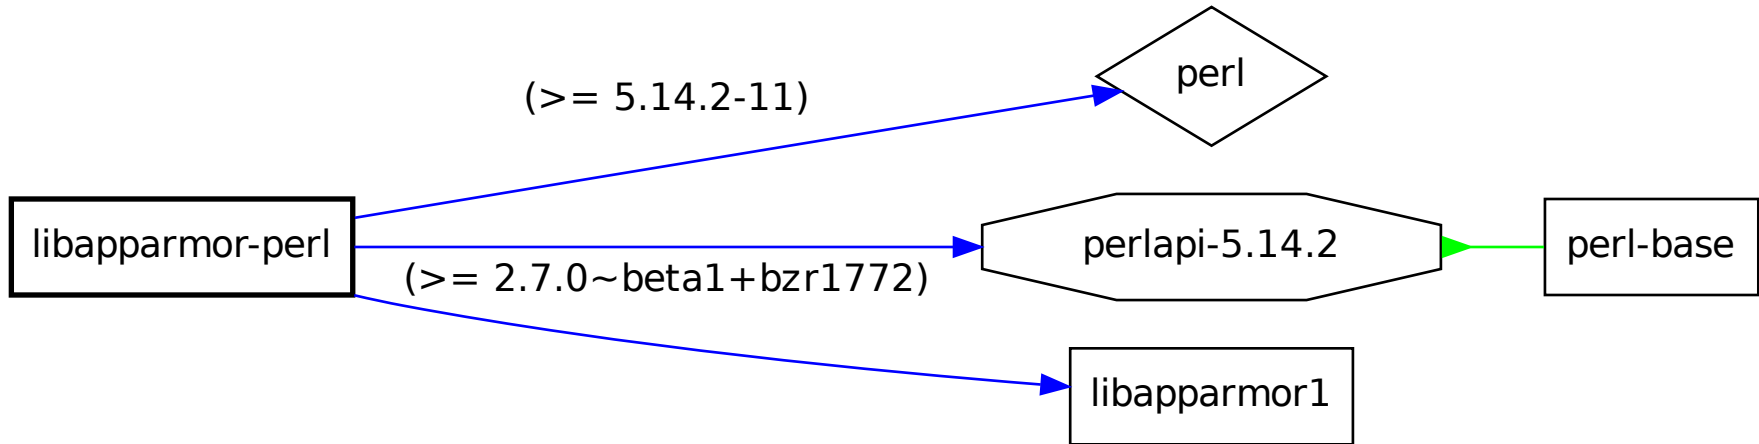 perl
(>= 5.14.2-11)
libapparmor-perl
perlapi-5.14.2
perl-base
(>= 2.7.0~beta1+bzr1772)
libapparmor1